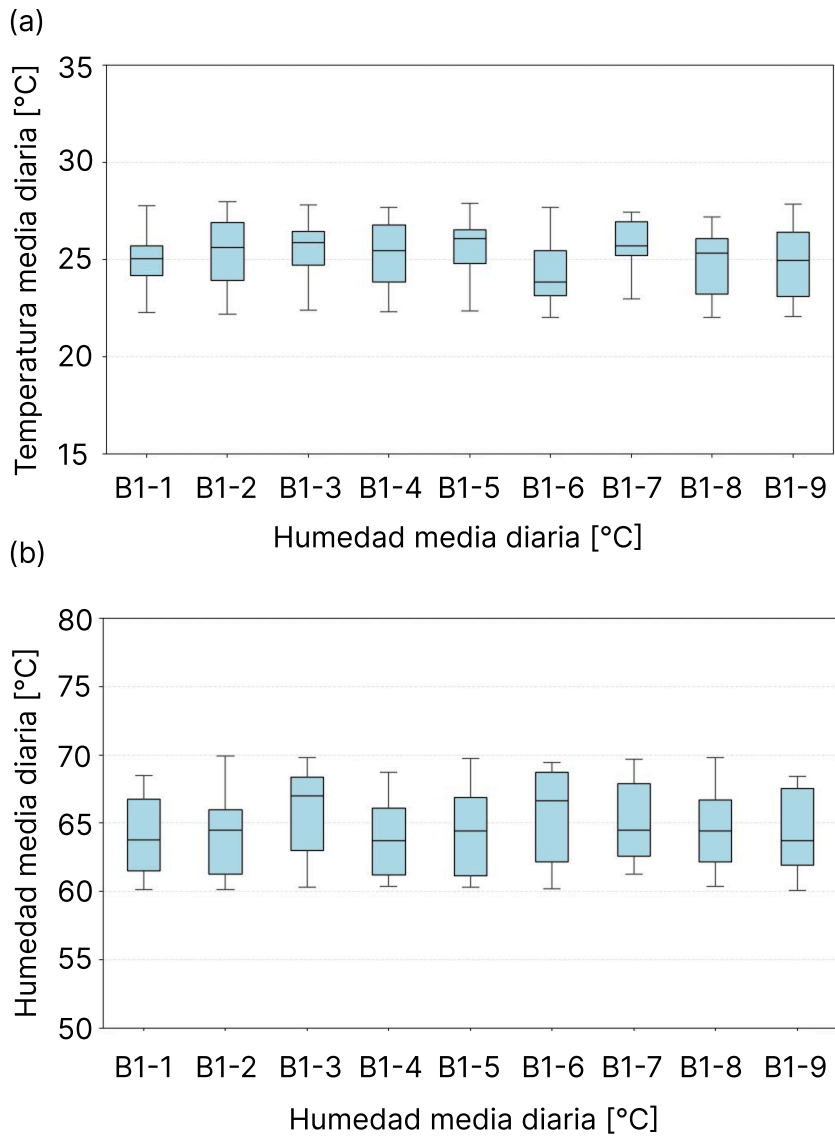 (a)
Temperatura media diaria [°C]
35
30
25
20
15
B1-1 B1-2 B1-3 B1-4 B1-5 B1-6 B1-7 B1-8 B1-9
Humedad media diaria [°C]
(b)
Humedad media diaria [°C]
80
75
70
65
60
55
50
B1-1 B1-2 B1-3 B1-4 B1-5 B1-6 B1-7 B1-8 B1-9
Humedad media diaria [°C]